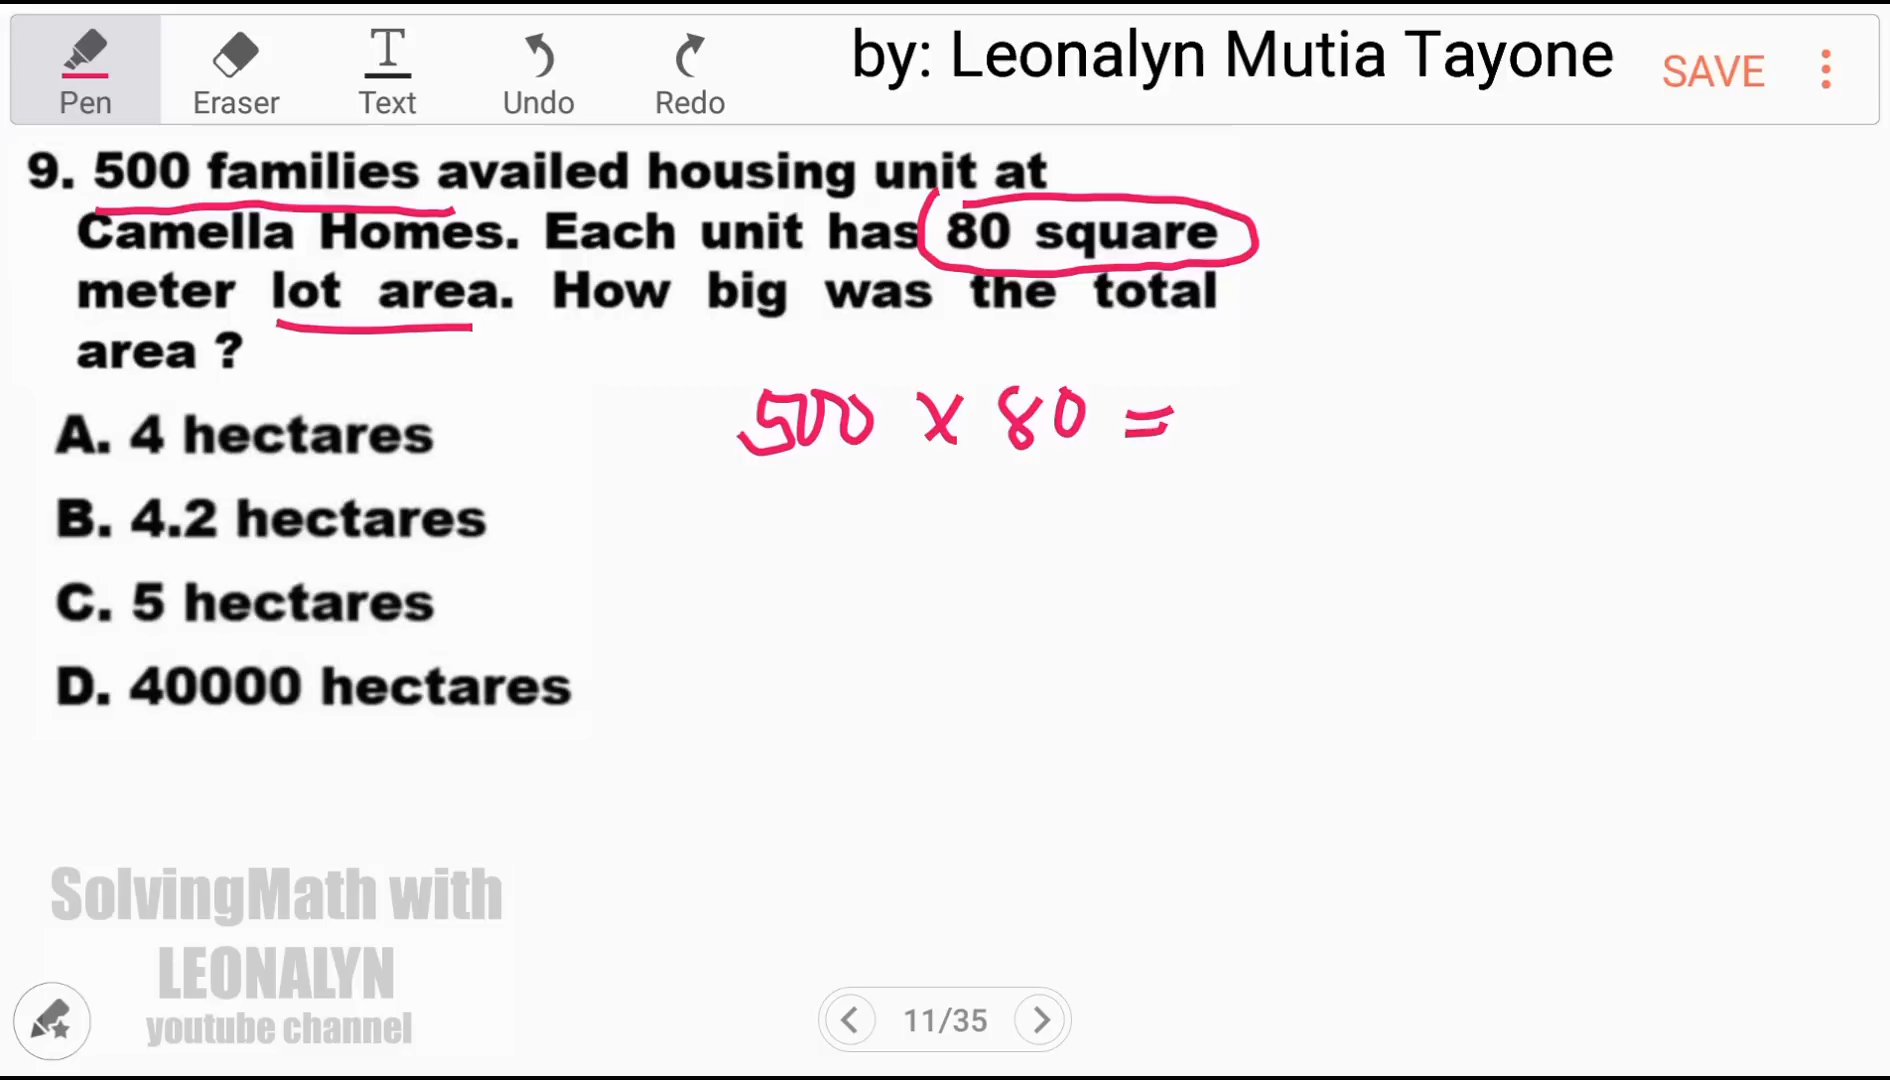 Pen
Eraser
T
Text
Undo
Redo
by: Leonalyn Mutia Tayone
SAVE
9. 500 families availed housing unit at
Camella Homes. Each unit has 80 square
meter lot area. How big was the total
area ?
500 x 80 =
A. 4 hectares
B. 4.2 hectares
C. 5 hectares
D. 40000 hectares
SolvingMath with
LEONALYN
youtube channel
11/35